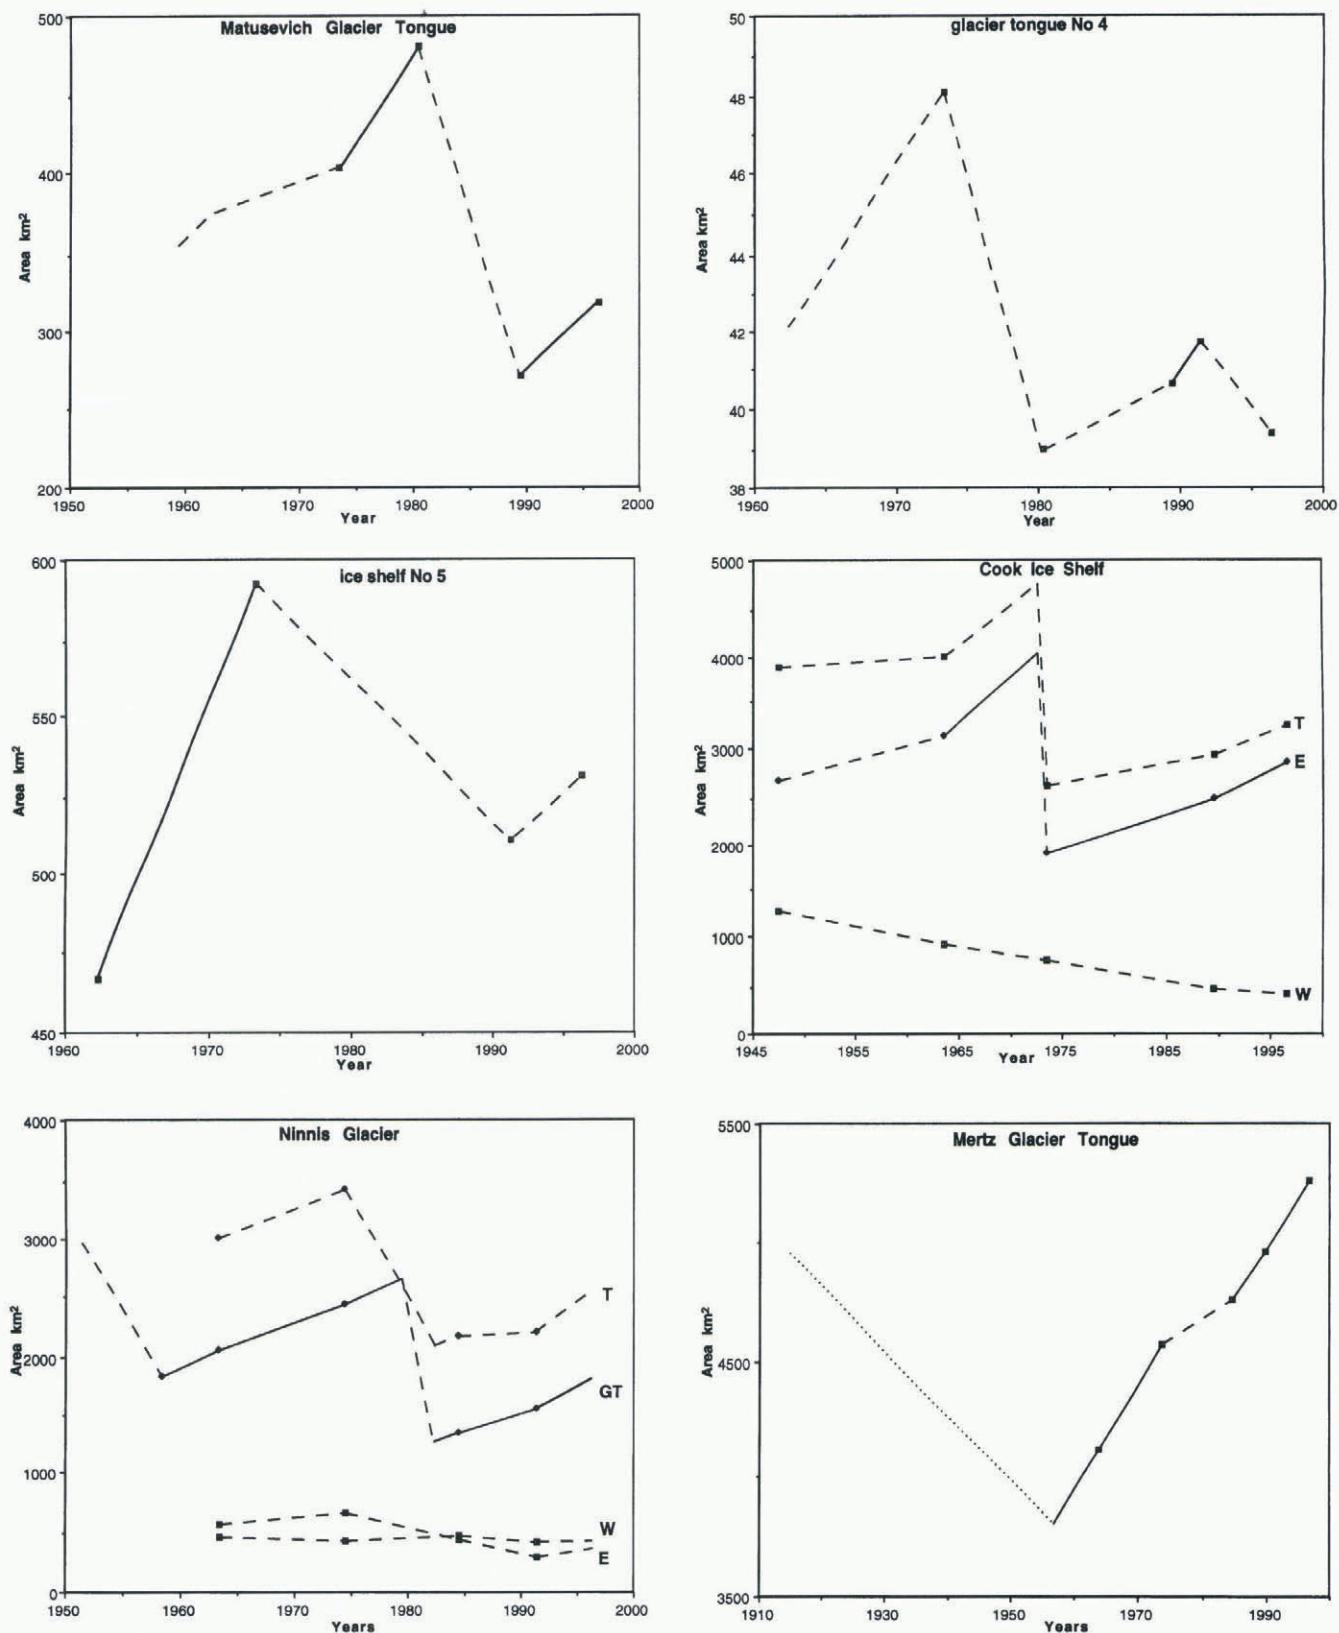 Matusevich Glacier Tongue
500
400
300
200
Area km²
1950 1960 1970 1980 1990 2000
Year
glacier tongue No 4
50
48
46
44
42
40
38
Area km²
1960 1970 1980 1990 2000
Year
ice shelf No 5
600
550
500
450
Area km²
1960 1970 1980 1990 2000
Year
Cook Ice Shelf
5000
4000
3000
2000
1000
0
Area km²
T
E
W
1945 1955 1965 1975 1985 1995
Year
Ninnis Glacier
4000
3000
2000
1000
0
Area km²
T
GT
W
E
1950 1960 1970 1980 1990 2000
Years
Mertz Glacier Tongue
5500
4500
3500
Area km²
1910 1930 1950 1970 1990
Years